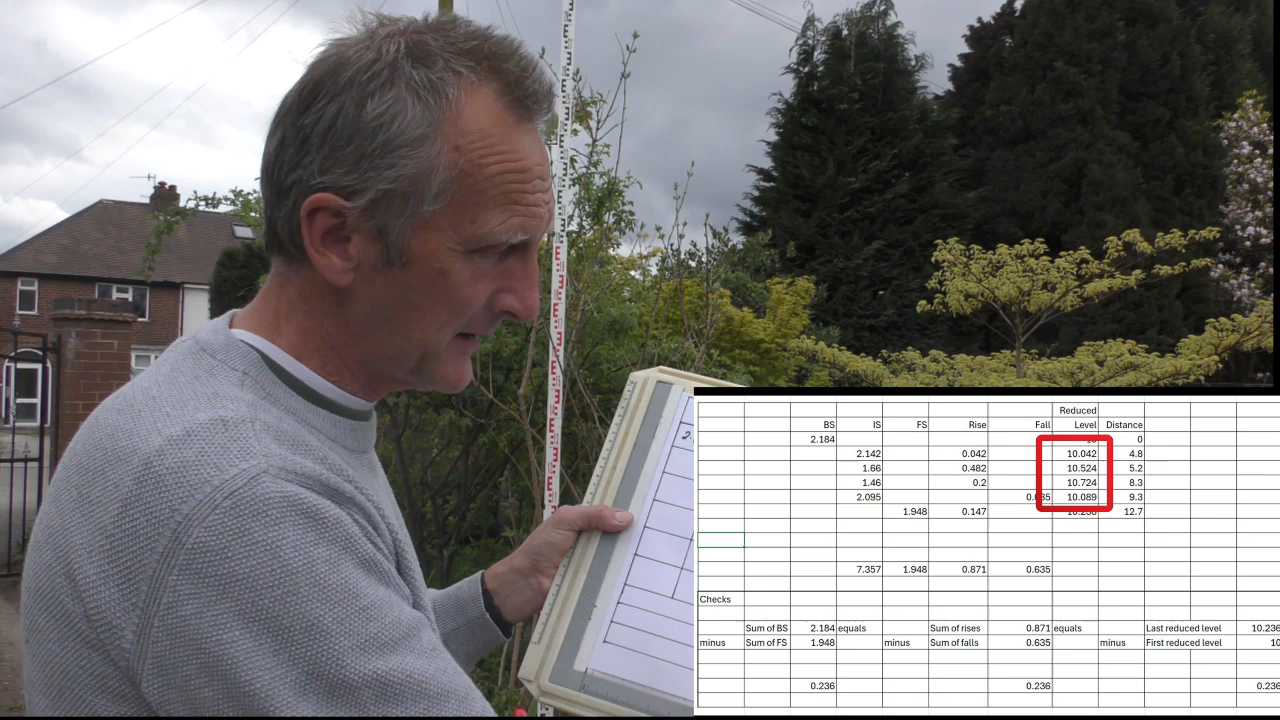 Reduced
BS IS FS Rise Fall Level Distance
2.184 0
2.142 0.042 10.042 4.8
1.66 0.482 10.524 5.2
1.46 0.2 10.724 8.3
2.095 10.089 9.3
1.948 0.147 12.7
7.357 1.948 0.871 0.635
Checks
Sum of BS 2.184 equals Sum of rises 0.871 equals Last reduced level 10.236
minus Sum of FS 1.948 minus Sum of falls 0.635 minus First reduced level 10
0.236 0.236 0.236